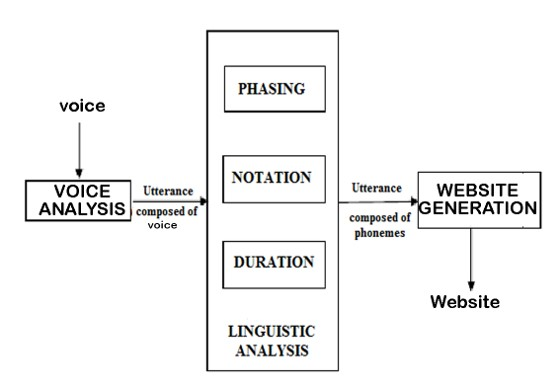 voice
VOICE
ANALYSIS
Utterance
composed of
voice
PHASING
NOTATION
DURATION
LINGUISTIC
ANALYSIS
Utterance
composed of
phonemes
WEBSITE
GENERATION
Website